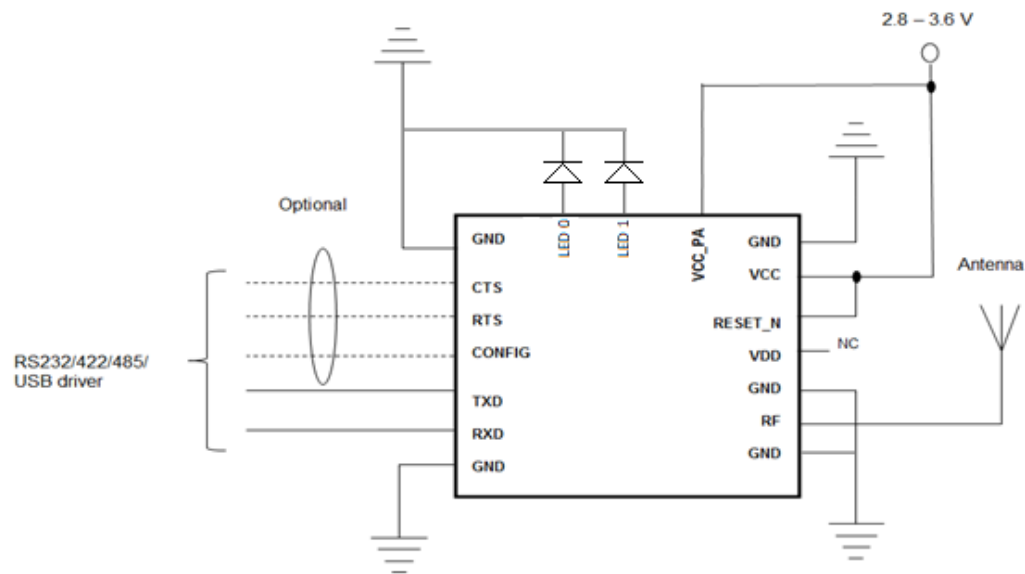 2.8 – 3.6 V
Optional
LED 0
LED 1
VCC_PA
GND
CTS
RTS
CONFIG
TXD
RXD
GND
GND
VCC
RESET_N
VDD
GND
RF
GND
NC
Antenna
RS232/422/485/
USB driver